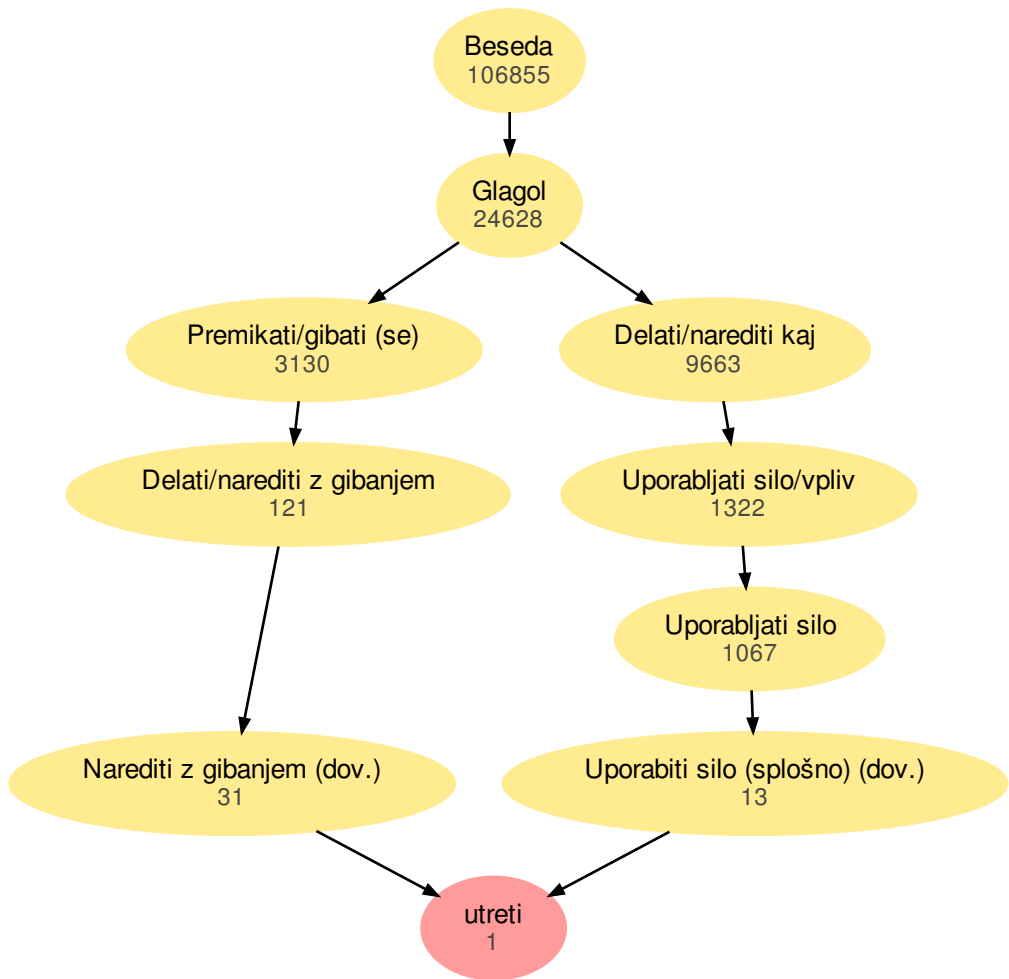 Beseda
106855
Glagol
24628
Premikati/gibati (se)
3130
Delati/narediti kaj
9663
Delati/narediti z gibanjem
121
Uporabljati silo/vpliv
1322
Uporabljati silo
1067
Narediti z gibanjem (dov.)
31
Uporabiti silo (splošno) (dov.)
13
utreti
1